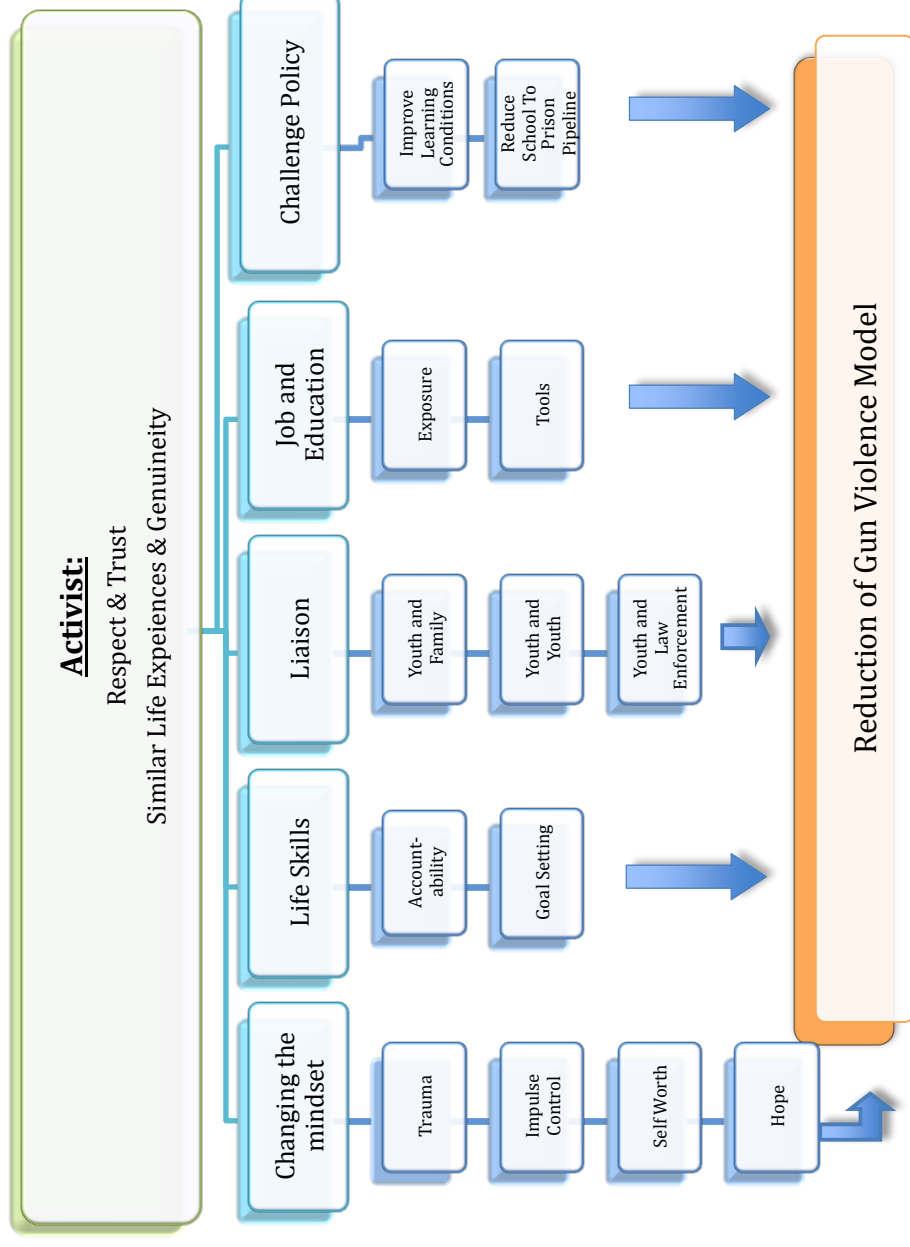 Activist:
Respect & Trust
Similar Life Expeiences & Genuineity
Changing the
mindset
Trauma
Impulse
Control
Self Worth
Hope
Life Skills
Account-
ability
Goal Setting
Liaison
Youth and
Family
Youth and
Youth
Youth and
Law
Enforcement
Job and
Education
Exposure
Tools
Challenge Policy
Improve
Learning
Conditions
Reduce
School To
Prison
Pipeline
Reduction of Gun Violence Model